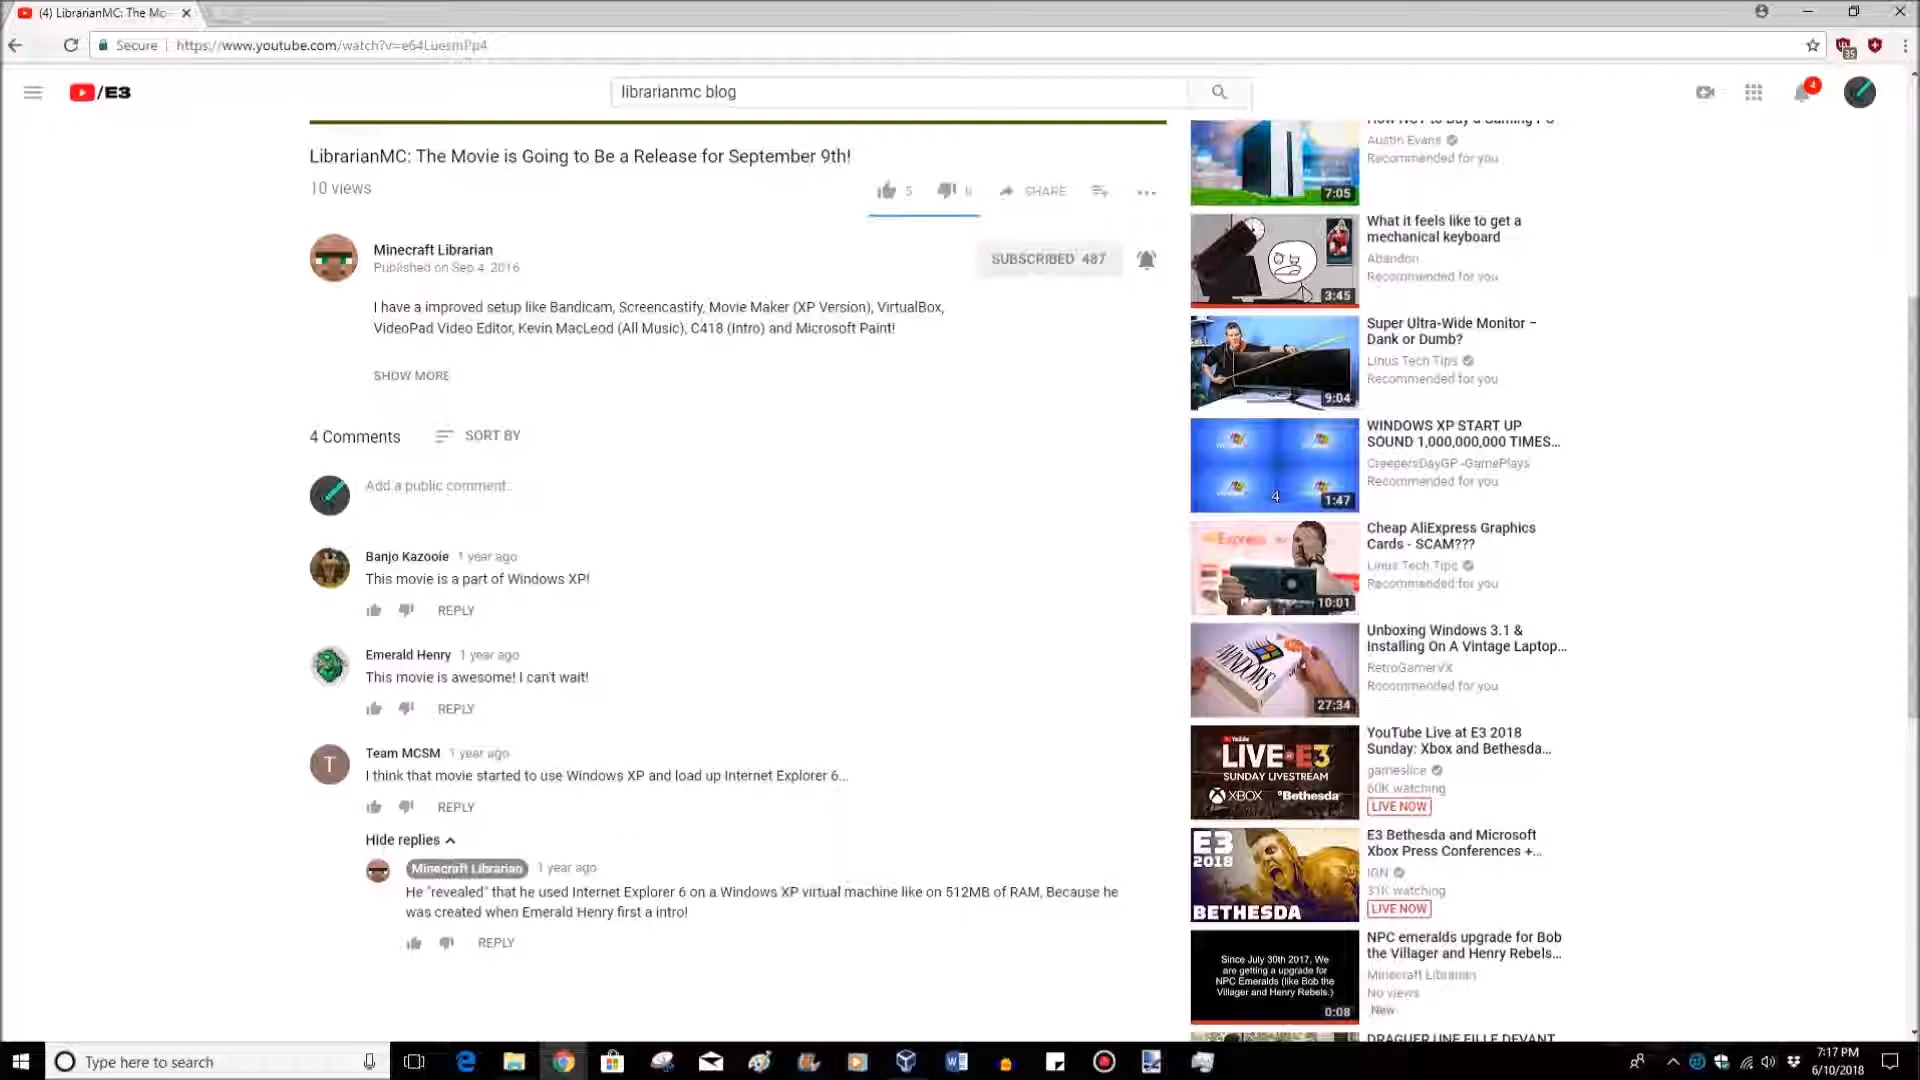 (4) LibrarianMC: The Mo
Secure
https://www.youtube.com/watch?v=e64LuesmPp4
35
/E3
librarianmc blog
4
LibrarianMC: The Movie is Going to Be a Release for September 9th!
10 views
5
SHARE
Minecraft Librarian
Published on Sep 4, 2016
SUBSCRIBED 487
I have a improved setup like Bandicam, Screencastify, Movie Maker (XP Version), VirtualBox,
VideoPad Video Editor, Kevin MacLeod (All Music), C418 (Intro) and Microsoft Paint!
SHOW MORE
4 Comments
SORT BY
Add a public comment...
Banjo Kazooie 1 year ago
This movie is a part of Windows XP!
REPLY
Emerald Henry 1 year ago
This movie is awesome! I can't wait!
REPLY
T
Team MCSM 1 year ago
I think that movie started to use Windows XP and load up Internet Explorer 6...
REPLY
Hide replies
Minecraft Librarian 1 year ago
He "revealed" that he used Internet Explorer 6 on a Windows XP virtual machine like on 512MB of RAM, Because he
was created when Emerald Henry first a intro!
REPLY
How NOT to Buy a Gaming PC
Austin Evans
Recommended for you
7:05
What it feels like to get a
mechanical keyboard
Abandon
Recommended for you
3:45
Super Ultra-Wide Monitor –
Dank or Dumb?
Linus Tech Tips
Recommended for you
9:04
WINDOWS XP START UP
SOUND 1,000,000,000 TIMES...
CreepersDayGP -GamePlays
Recommended for you
4
1:47
Cheap AliExpress Graphics
Cards - SCAM???
Linus Tech Tips
Recommended for you
Express
10:01
Unboxing Windows 3.1 &
Installing On A Vintage Laptop...
RetroGamerVX
Recommended for you
WINDOWS
27:34
YouTube Live at E3 2018
Sunday: Xbox and Bethesda...
gameslice
60K watching
LIVE NOW
YouTube
LIVE E3
SUNDAY LIVESTREAM
XBOX Bethesda
E3 Bethesda and Microsoft
Xbox Press Conferences +...
IGN
31K watching
LIVE NOW
E3
2018
BETHESDA
NPC emeralds upgrade for Bob
the Villager and Henry Rebels...
Minecraft Librarian
No views
New
Since July 30th 2017, We
are getting a upgrade for
NPC Emeralds (like Bob the
Villager and Henry Rebels.)
0:08
DRAGUER UNE FILLE DEVANT
Type here to search
7:17 PM
6/10/2018